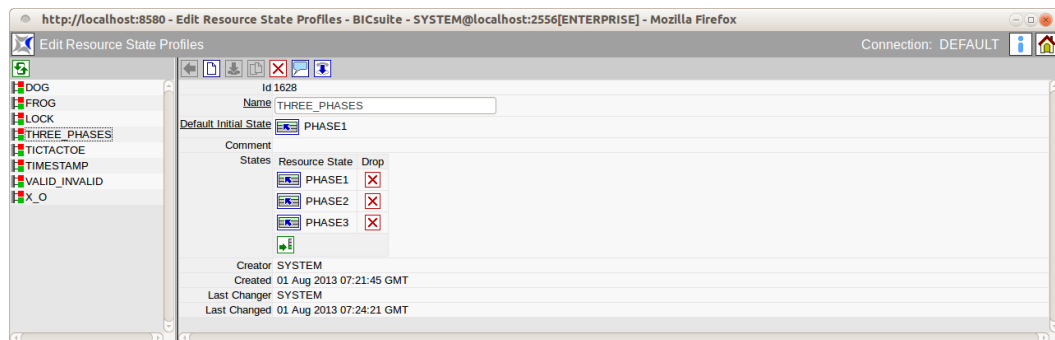 http://localhost:8580 - Edit Resource State Profiles - BICsuite - SYSTEM@localhost:2556[ENTERPRISE] - Mozilla Firefox
Edit Resource State Profiles Connection: DEFAULT
DOG
FROG
LOCK
THREE_PHASES
TICTACTOE
TIMESTAMP
VALID_INVALID
X_O
Id 1628
Name THREE_PHASES
Default Initial State PHASE1
Comment
States Resource State Drop
PHASE1
PHASE2
PHASE3
Creator SYSTEM
Created 01 Aug 2013 07:21:45 GMT
Last Changer SYSTEM
Last Changed 01 Aug 2013 07:24:21 GMT